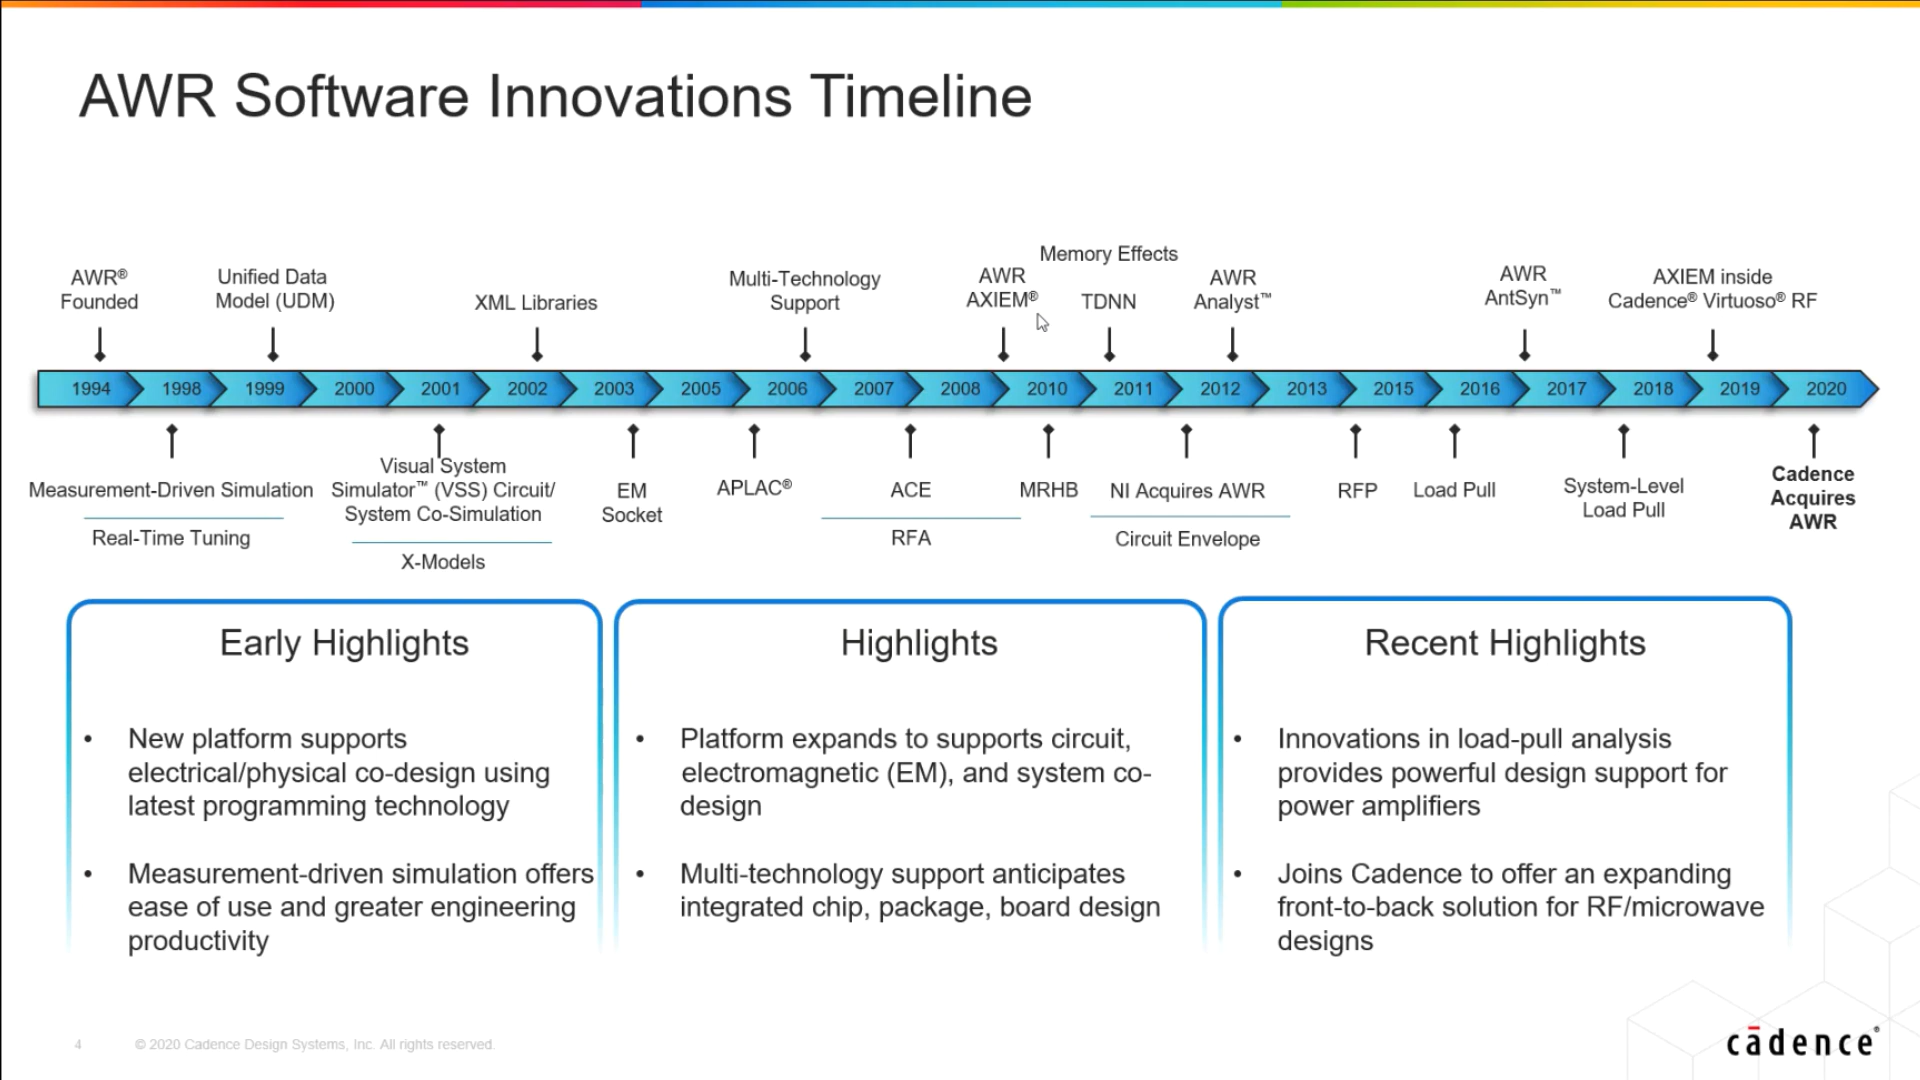 AWR Software Innovations Timeline
Memory Effects
AWR®
Founded
Unified Data
Model (UDM)
XML Libraries
Multi-Technology
Support
AWR
AXIEM®
TDNN
AWR
Analyst™
AWR
AntSyn™
AXIEM inside
Cadence® Virtuoso® RF
1994 1998 1999 2000 2001 2002 2003 2005 2006 2007 2008 2010 2011 2012 2013 2015 2016 2017 2018 2019 2020
Measurement-Driven Simulation
Real-Time Tuning
Visual System
Simulator™ (VSS) Circuit/
System Co-Simulation
X-Models
EM
Socket
APLAC®
ACE
RFA
MRHB
NI Acquires AWR
Circuit Envelope
RFP
Load Pull
System-Level
Load Pull
Cadence
Acquires
AWR
Early Highlights
• New platform supports
electrical/physical co-design using
latest programming technology
• Measurement-driven simulation offers
ease of use and greater engineering
productivity
Highlights
• Platform expands to supports circuit,
electromagnetic (EM), and system co-
design
• Multi-technology support anticipates
integrated chip, package, board design
Recent Highlights
• Innovations in load-pull analysis
provides powerful design support for
power amplifiers
• Joins Cadence to offer an expanding
front-to-back solution for RF/microwave
designs
4 © 2020 Cadence Design Systems, Inc. All rights reserved.
cādence®